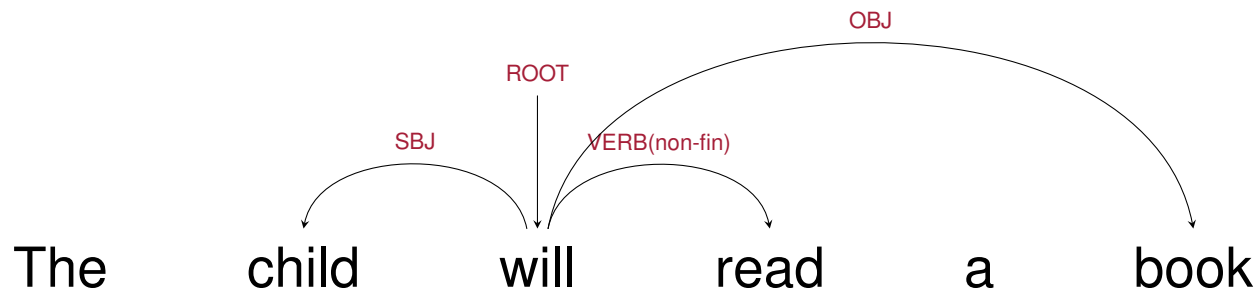 OBJ
ROOT
SBJ VERB(non-fin)
The child will read a book